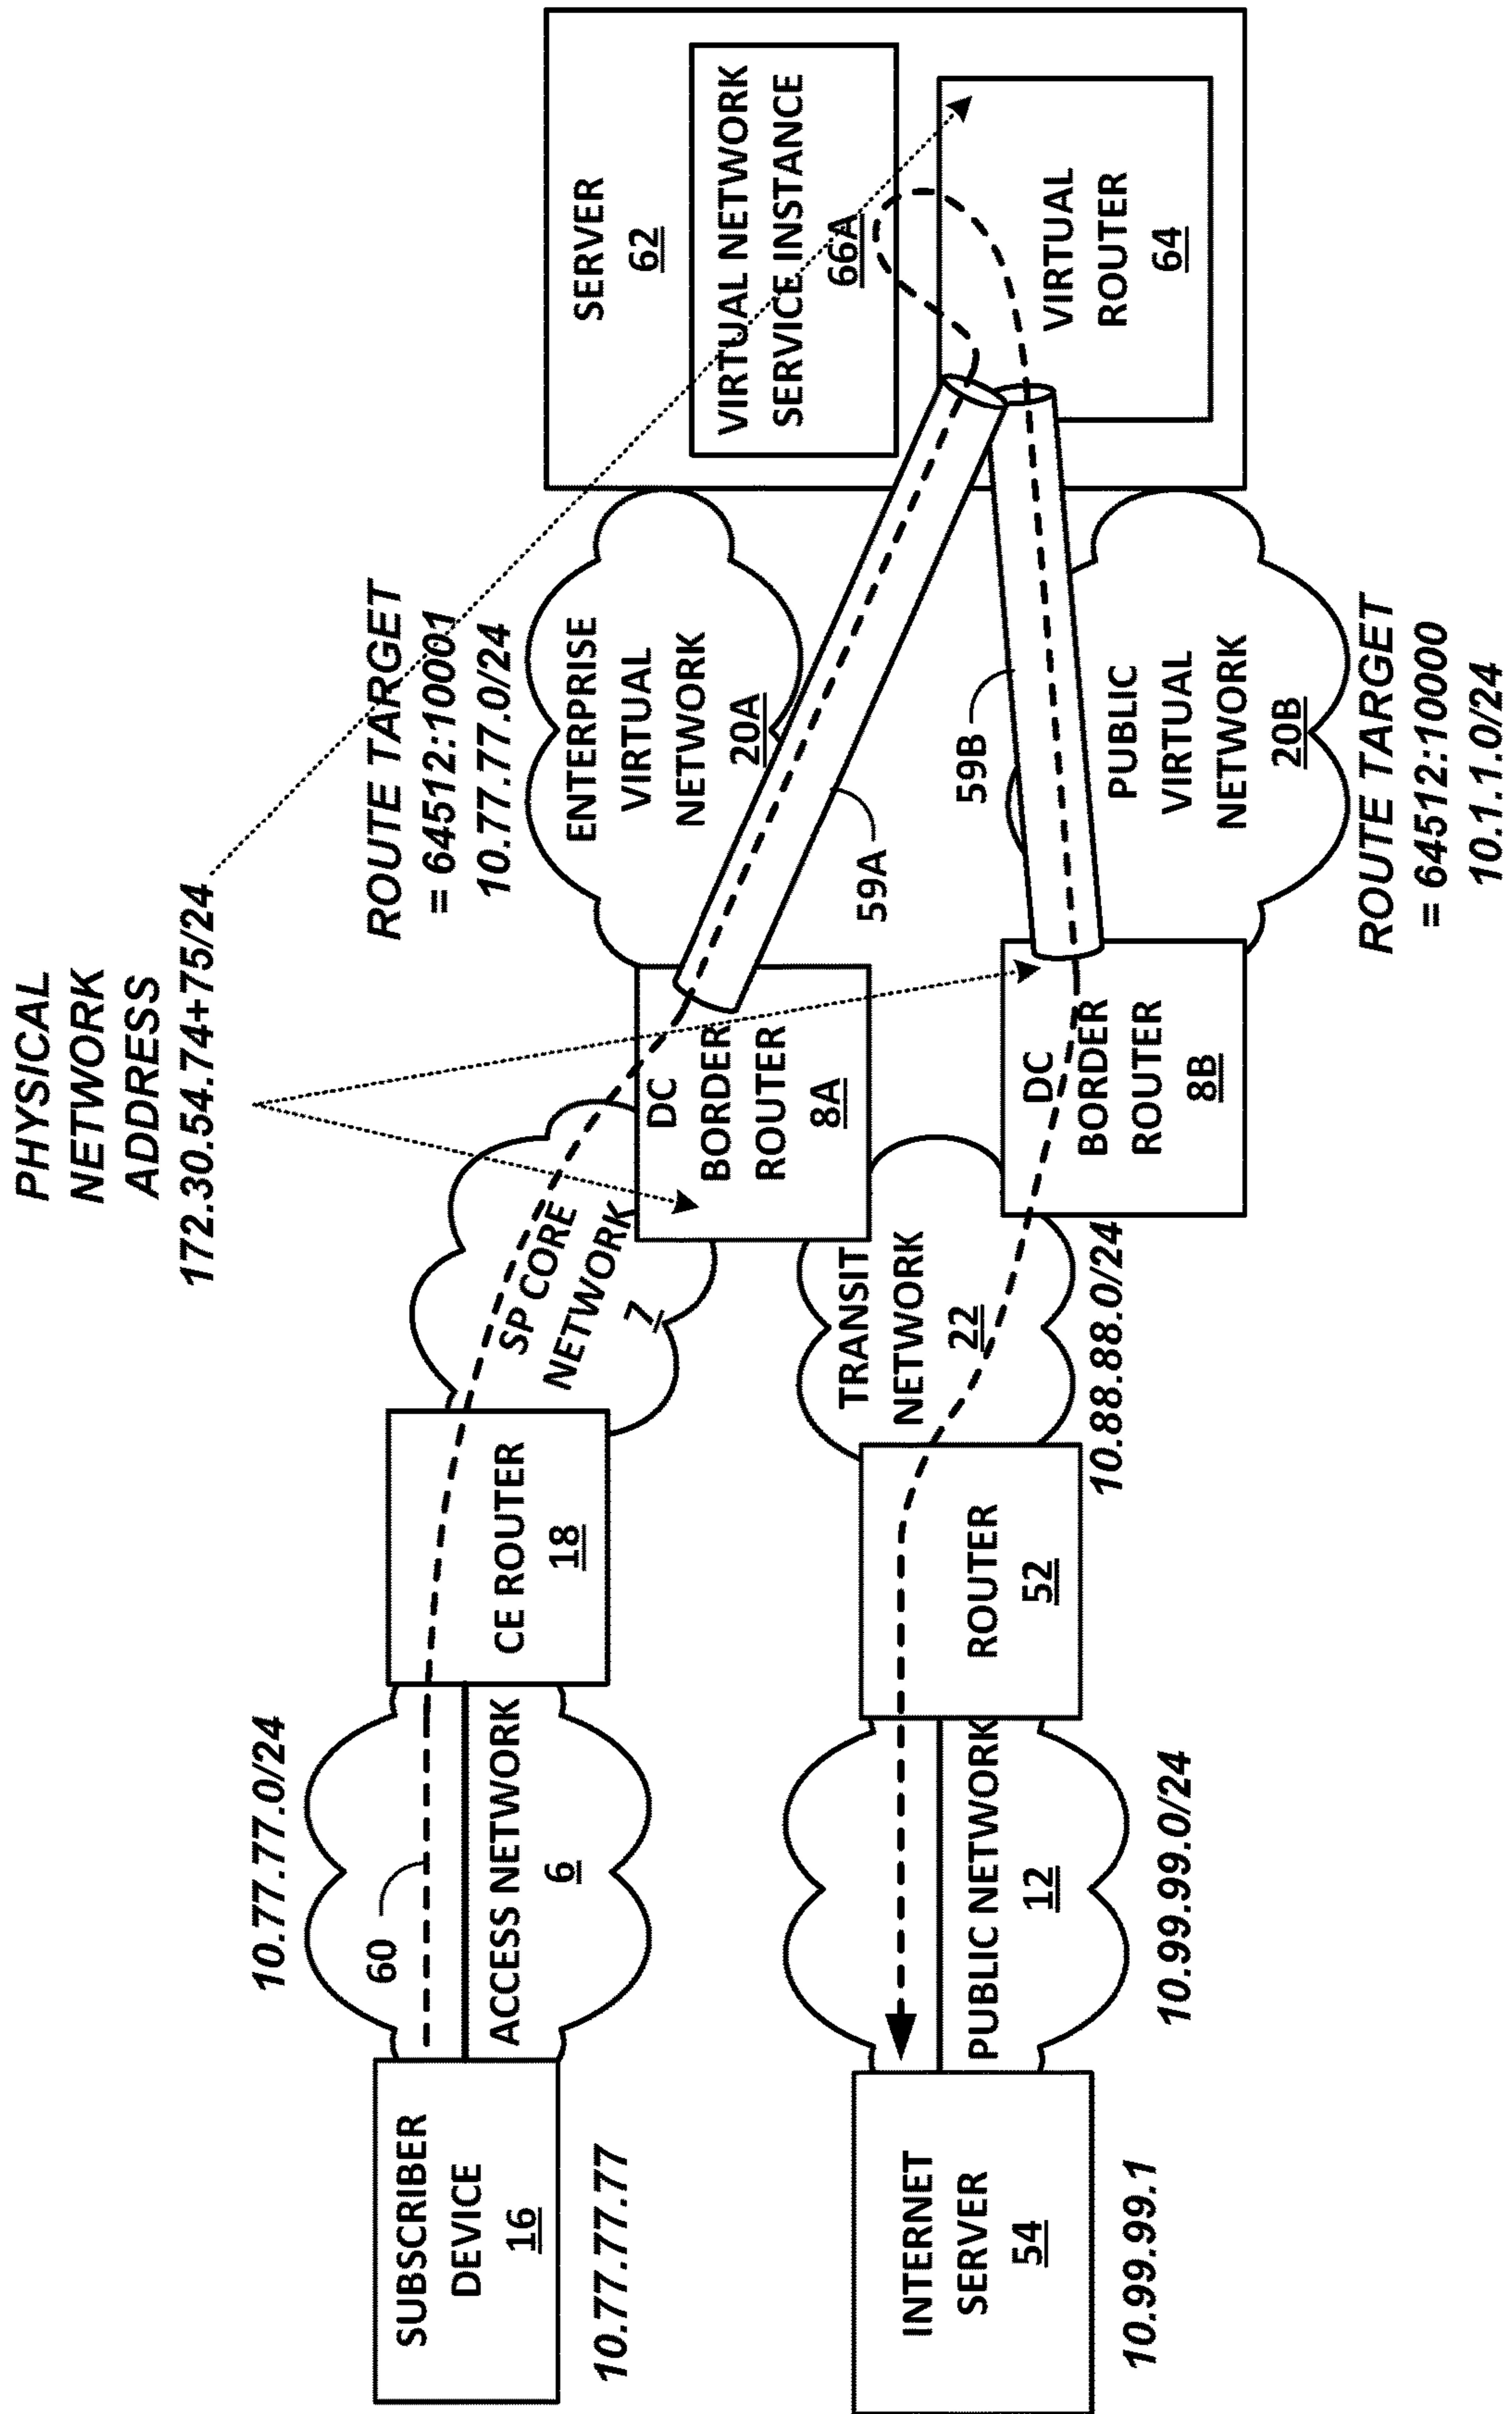 PHYSICAL
NETWORK
ADDRESS
172.30.54.74+75/24
10.77.77.0/24
ROUTE TARGET
= 64512:10001
10.77.77.0/24
SUBSCRIBER
DEVICE
16
10.77.77.77
60
ACCESS NETWORK
6
CE ROUTER
18
SP CORE
NETWORK
7
DC
BORDER
ROUTER
8A
ENTERPRISE
VIRTUAL
NETWORK
20A
59A
SERVER
62
VIRTUAL NETWORK
SERVICE INSTANCE
66A
VIRTUAL
ROUTER
64
INTERNET
SERVER
54
10.99.99.1
PUBLIC NETWORK
12
10.99.99.0/24
ROUTER
52
TRANSIT
NETWORK
22
10.88.88.0/24
DC
BORDER
ROUTER
8B
59B
PUBLIC
VIRTUAL
NETWORK
20B
ROUTE TARGET
= 64512:10000
10.1.1.0/24